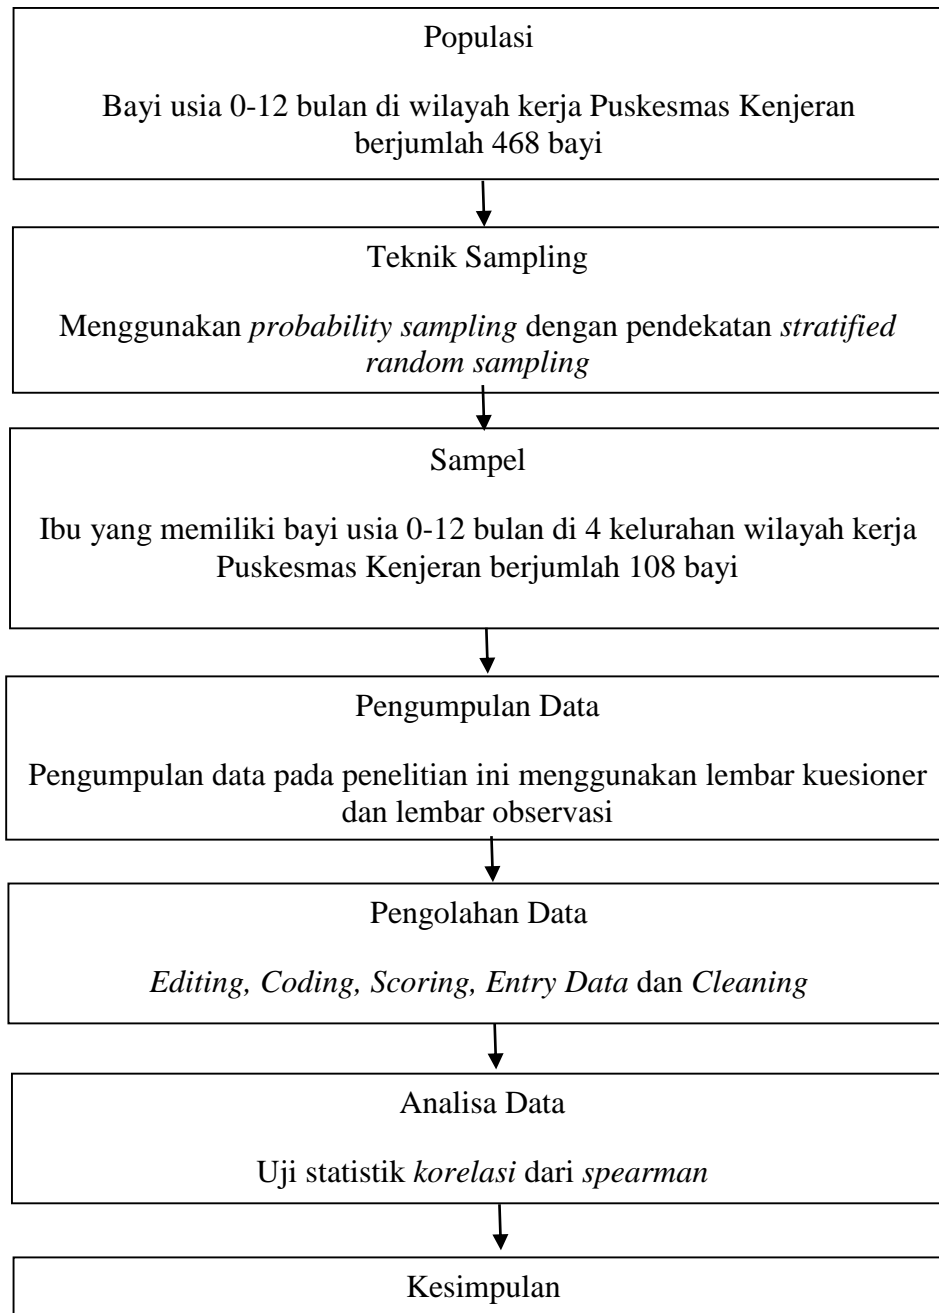 Populasi
Bayi usia 0-12 bulan di wilayah kerja Puskesmas Kenjeran
berjumlah 468 bayi
Teknik Sampling
Menggunakan probability sampling dengan pendekatan stratified
random sampling
Sampel
Ibu yang memiliki bayi usia 0-12 bulan di 4 kelurahan wilayah kerja
Puskesmas Kenjeran berjumlah 108 bayi
Pengumpulan Data
Pengumpulan data pada penelitian ini menggunakan lembar kuesioner
dan lembar observasi
Pengolahan Data
Editing, Coding, Scoring, Entry Data dan Cleaning
Analisa Data
Uji statistik korelasi dari spearman
Kesimpulan